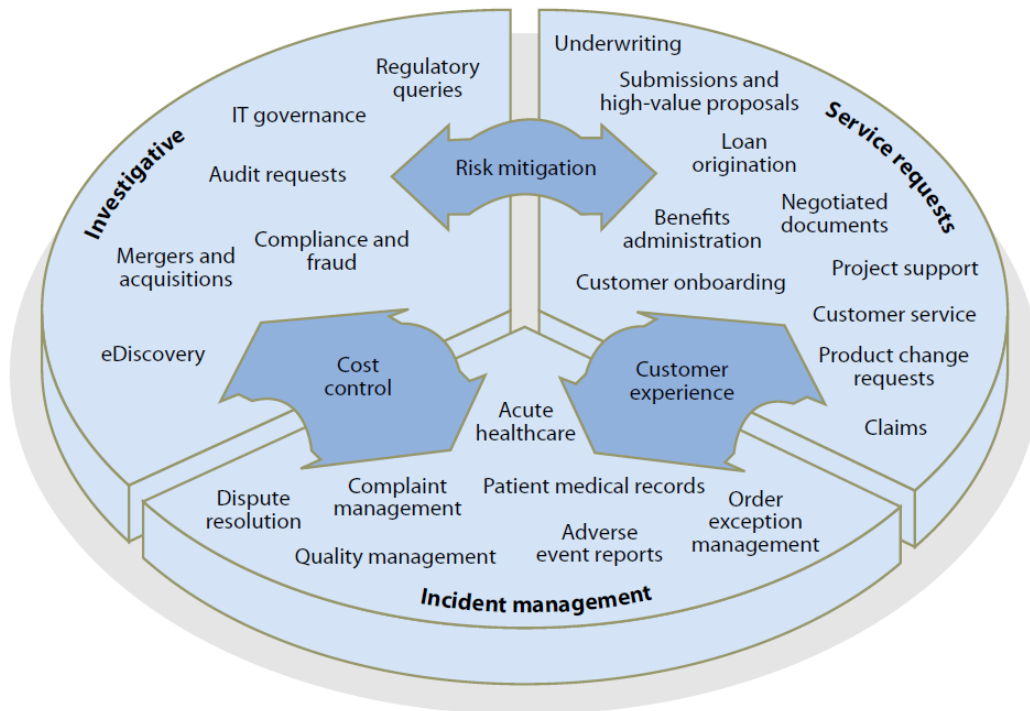 Investigative
Regulatory
queries
IT governance
Audit requests
Compliance and
fraud
Mergers and
acquisitions
eDiscovery
Risk mitigation
Service requests
Underwriting
Submissions and
high-value proposals
Loan
origination
Negotiated
documents
Benefits
administration
Project support
Customer onboarding
Customer service
Product change
requests
Claims
Cost
control
Customer
experience
Acute
healthcare
Dispute
resolution
Complaint
management
Patient medical records
Order
exception
management
Quality management
Adverse
event reports
Incident management